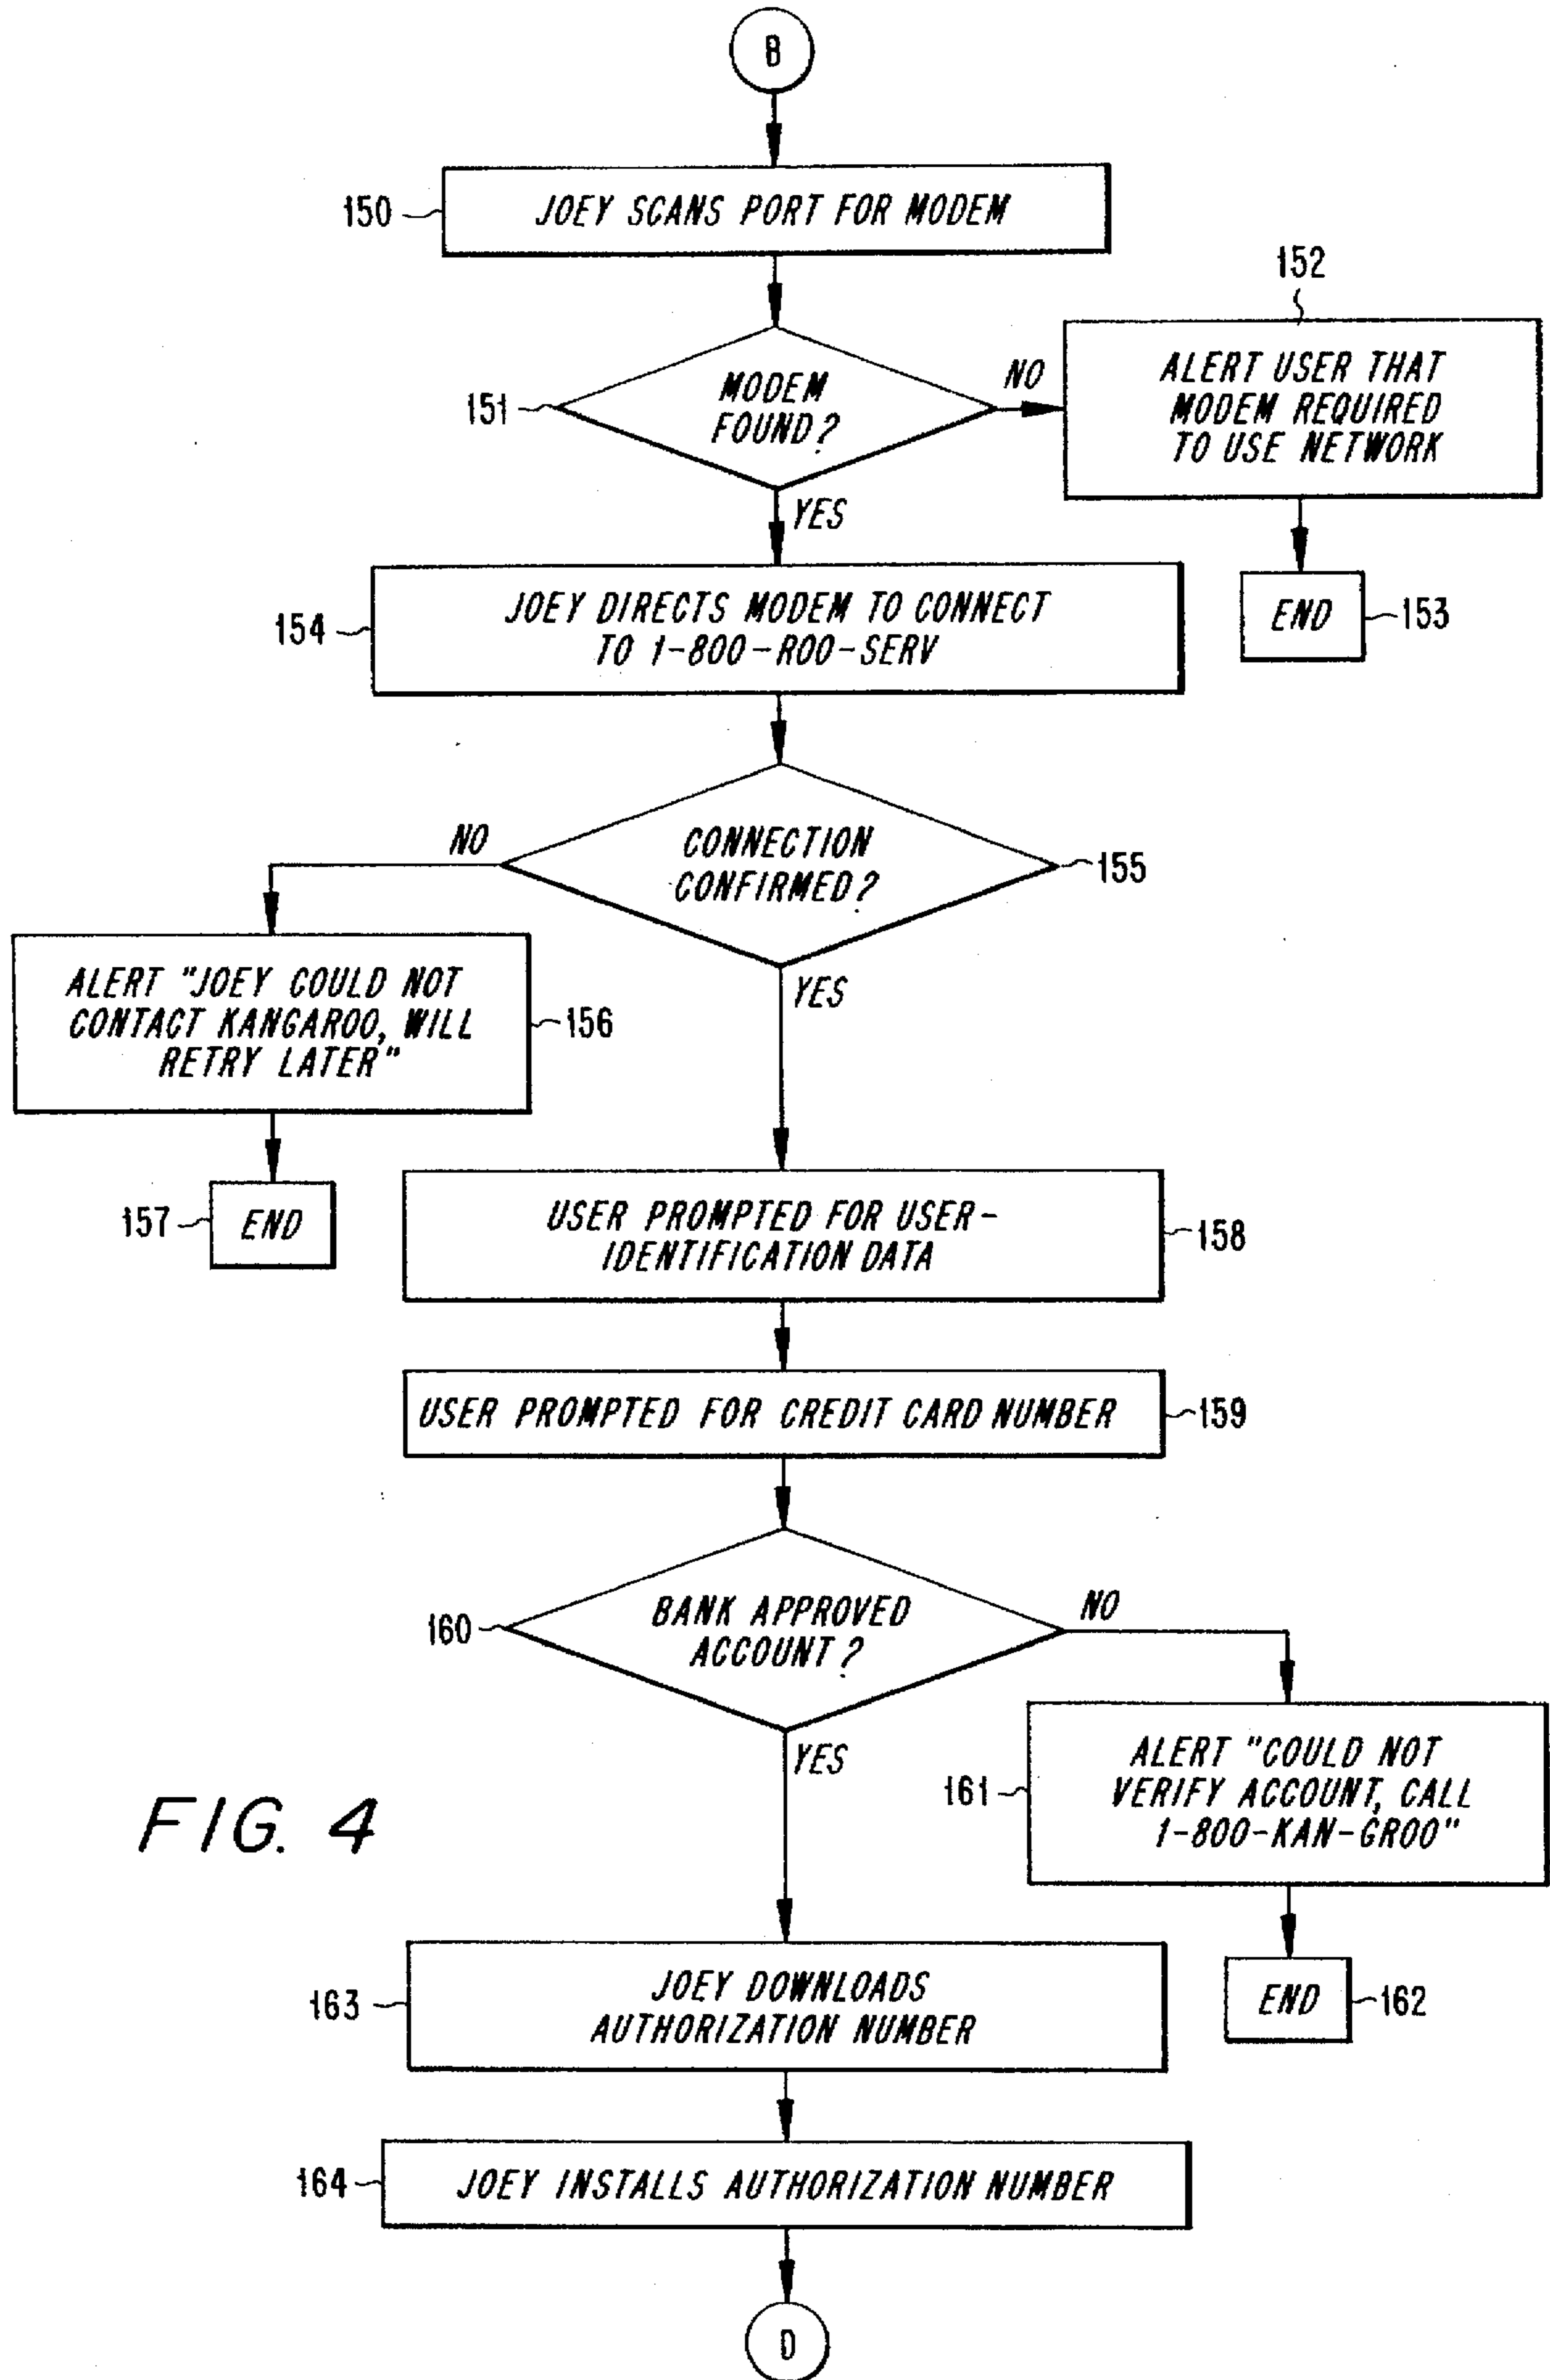 B
150
JOEY SCANS PORT FOR MODEM
152
151
MODEM
FOUND?
NO
ALERT USER THAT
MODEM REQUIRED
TO USE NETWORK
YES
154
JOEY DIRECTS MODEM TO CONNECT
TO 1-800-ROO-SERV
END
153
NO
CONNECTION
CONFIRMED?
155
ALERT "JOEY COULD NOT
CONTACT KANGAROO, WILL
RETRY LATER"
156
YES
157
END
USER PROMPTED FOR USER-
IDENTIFICATION DATA
158
USER PROMPTED FOR CREDIT CARD NUMBER
159
160
BANK APPROVED
ACCOUNT?
NO
YES
161
ALERT "COULD NOT
VERIFY ACCOUNT, CALL
1-800-KAN-GROO"
FIG. 4
163
JOEY DOWNLOADS
AUTHORIZATION NUMBER
END
162
164
JOEY INSTALLS AUTHORIZATION NUMBER
D